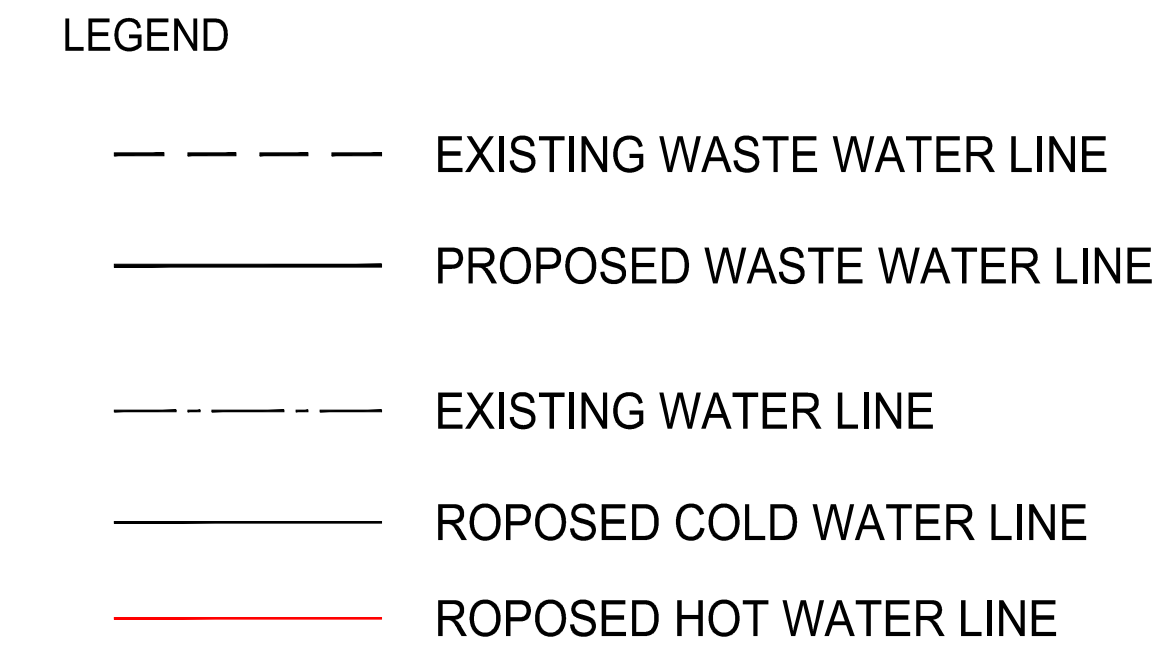 LEGEND
EXISTING WASTE WATER LINE
PROPOSED WASTE WATER LINE
EXISTING WATER LINE
ROPOSED COLD WATER LINE
ROPOSED HOT WATER LINE